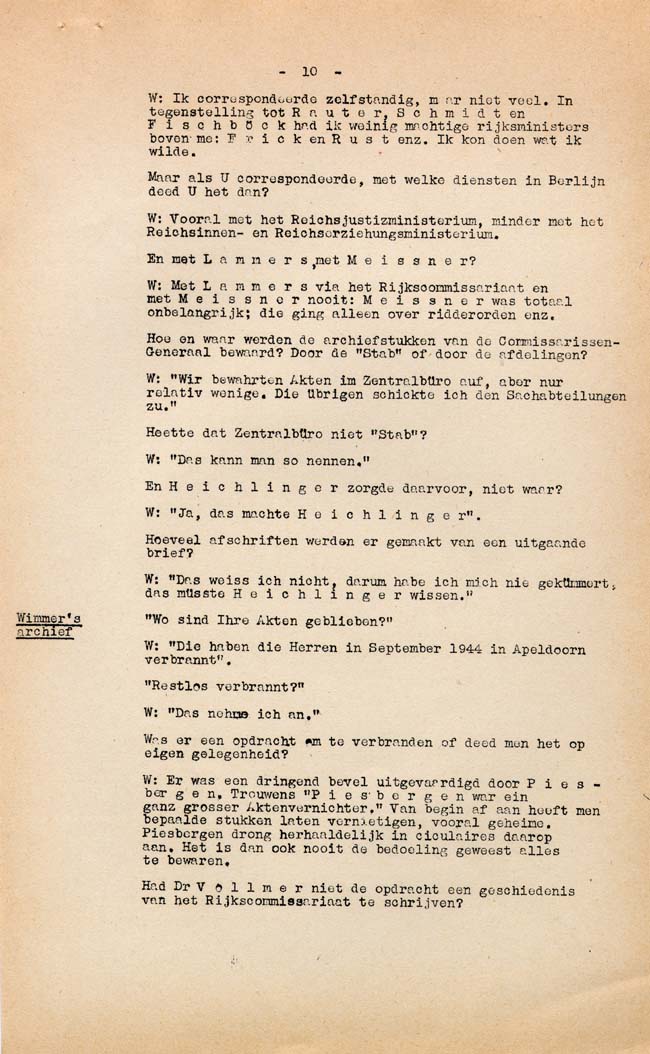 - 10 -
W: Ik correspondeerde zelfstandig, maar niet veel. In
tegenstelling tot R a u t e r, S c h m i d t en
F i s c h b ö c k had ik weinig machtige rijksministers
boven me: F r i c k en R u s t enz. Ik kon doen wat ik
wilde.
Maar als U correspondeerde, met welke diensten in Berlijn
deed U het dan?
W: Vooral met het Reichsjustizministerium, minder met het
Reichsinnen- en Reichserziehungsministerium.
En met L a m m e r s, met M e i s s n e r?
W: Met L a m m e r s via het Rijkscommissariaat en
met M e i s s n e r nooit: M e i s s n e r was totaal
onbelangrijk; die ging alleen over ridderorden enz.
Hoe en waar werden de archiefstukken van de Commissarissen-
Generaal bewaard? Door de "Stab" of door de afdelingen?
W: "Wir bewahrten Akten im Zentralbüro auf, aber nur
relativ wenige. Die übrigen schickte ich den Sachabteilungen
zu."
Heette dat Zentralbüro niet "Stab"?
W: "Das kann man so nennen."
En H e i c h l i n g e r zorgde daarvoor, niet waar?
W: "Ja, das machte H e i c h l i n g e r".
Hoeveel afschriften werden er gemaakt van een uitgaande
brief?
W: "Das weiss ich nicht, darum habe ich mich nie gekümmert,
das müsste H e i c h l i n g e r wissen."
Wimmer's
archief
"Wo sind Ihre Akten geblieben?"
W: "Die haben die Herren in September 1944 in Apeldoorn
verbrannt".
"Restlos verbrannt?"
W: "Das nehme ich an."
Was er een opdracht om te verbranden of deed men het op
eigen gelegenheid?
W: Er was een dringend bevel uitgevaardigd door P i e s -
b e r g e n. Trouwens "P i e s b e r g e n war ein
ganz grosser Aktenvernichter." Van begin af aan heeft men
bepaalde stukken laten vernietigen, vooral geheime.
Piesbergen drong herhaaldelijk in ciculaires daarop
aan. Het is dan ook nooit de bedoeling geweest alles
te bewaren.
Had Dr V o l l m e r niet de opdracht een geschiedenis
van het Rijkscommissariaat te schrijven?